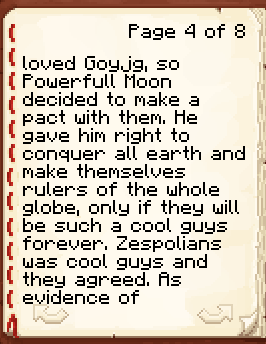 Page 4 of 8
loved Goy.jg, so
Powerfull Moon
decided to make a
pact with them. He
gave him right to
conquer all earth and
make themselves
rulers of the whole
globe, only if they will
be such a cool guys
forever. Zespolians
was cool guys and
they agreed. As
evidence of